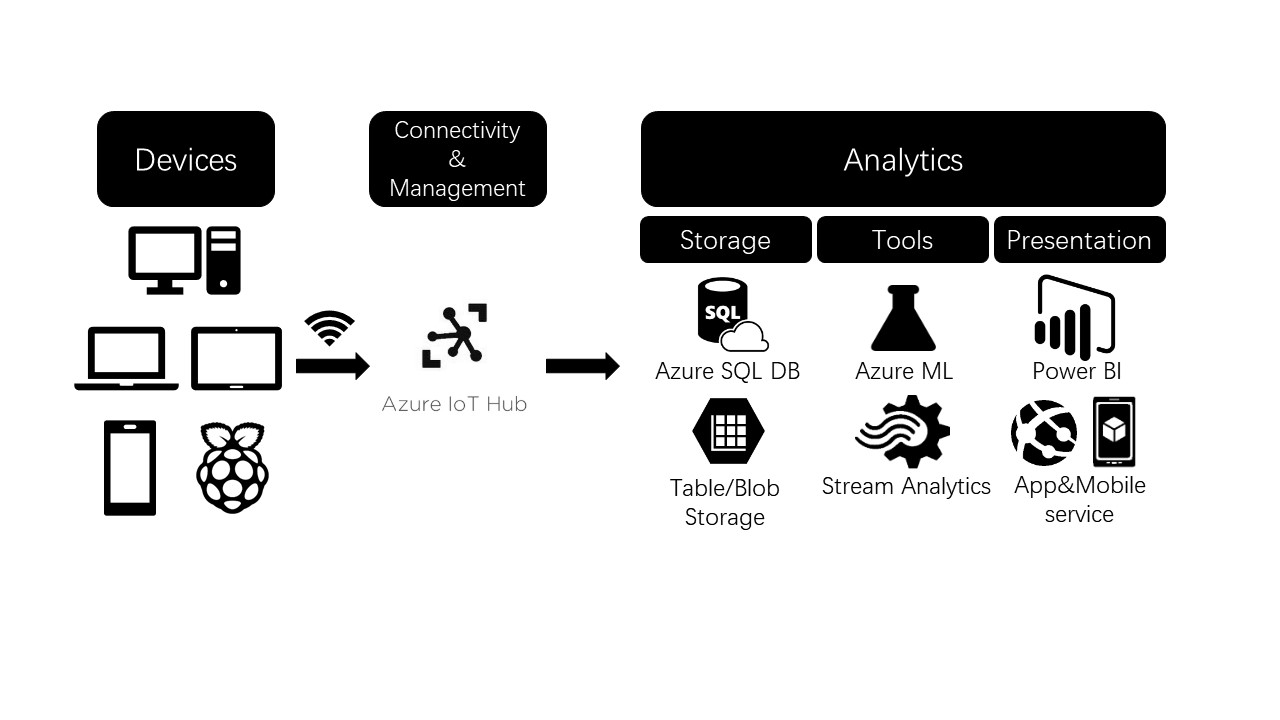 Devices
Connectivity
&
Management
Analytics
Storage
Tools
Presentation
SQL
Azure SQL DB
Azure ML
Power BI
Azure IoT Hub
Table/Blob
Storage
Stream Analytics
App&Mobile
service